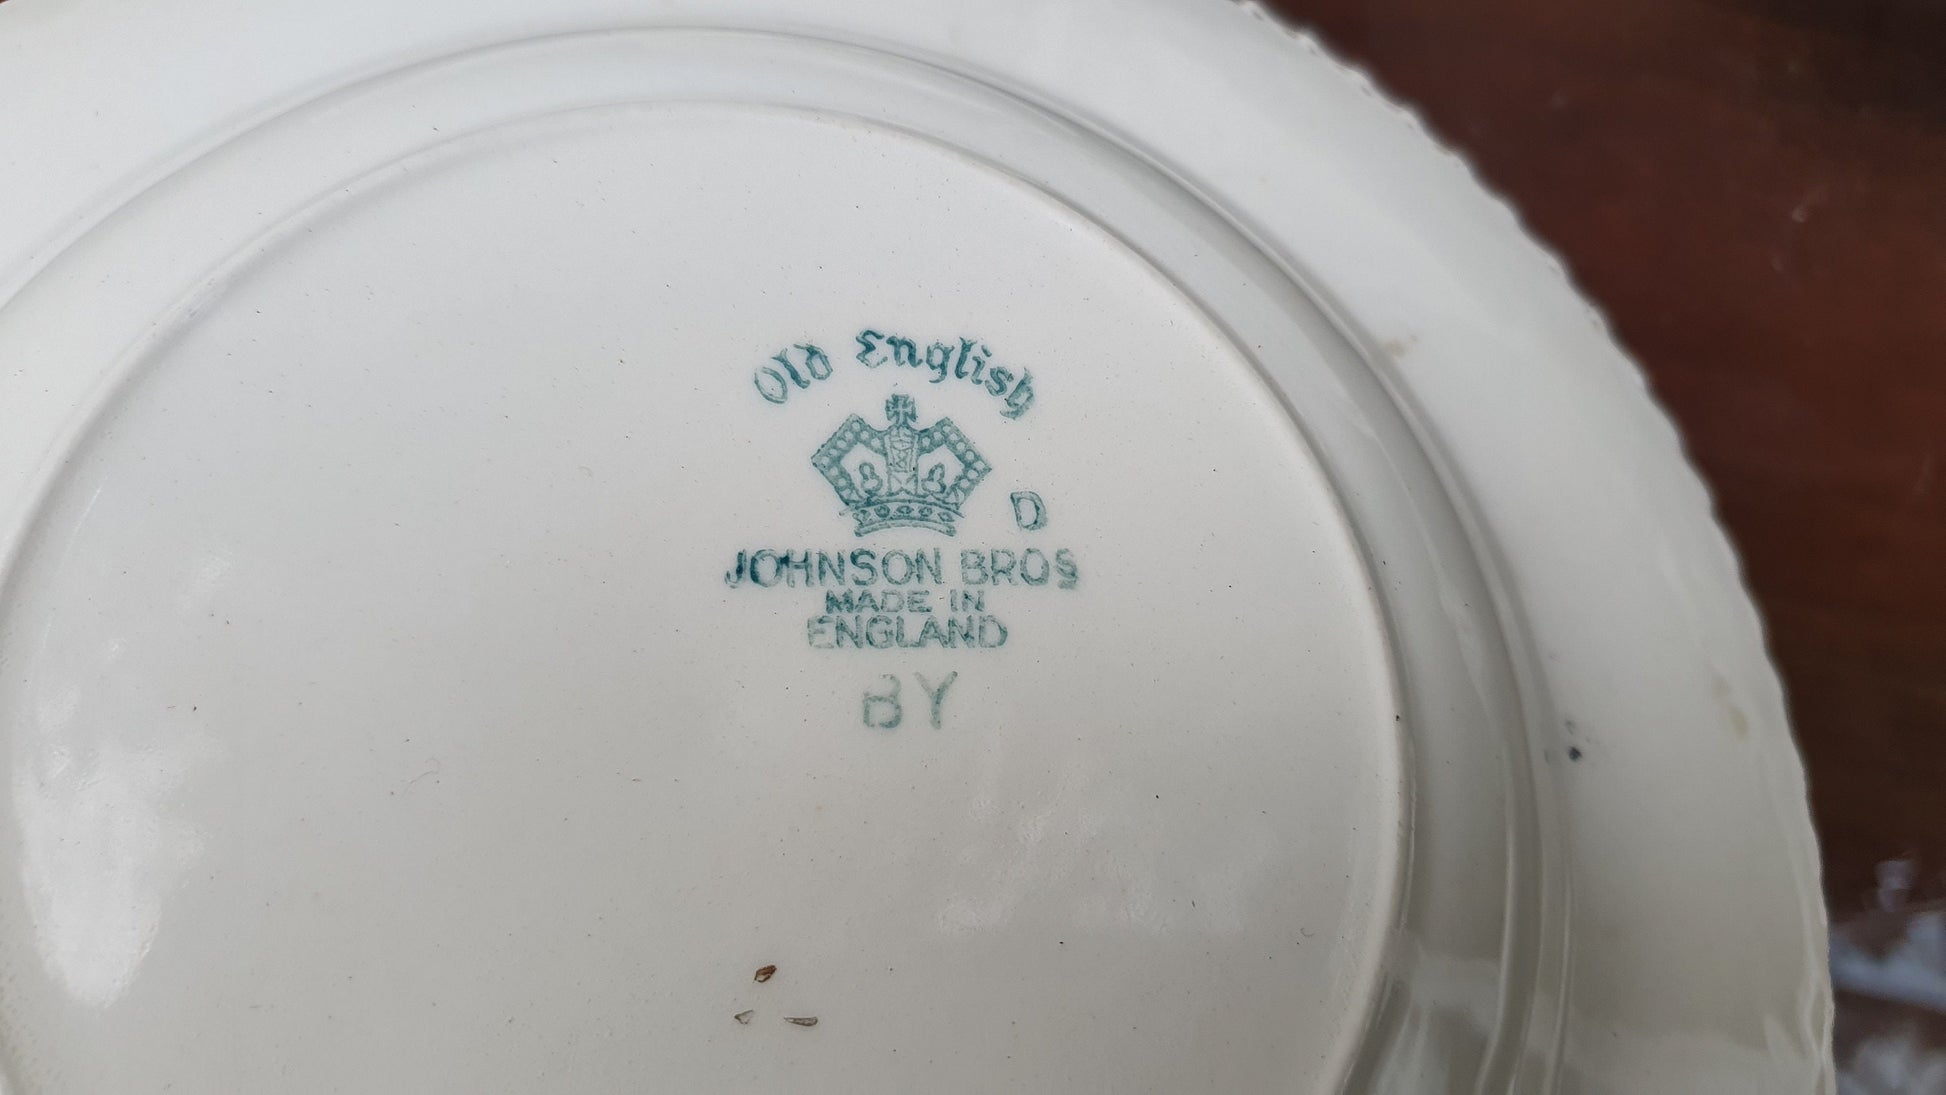 Old English
D
JOHNSON BROS
MADE IN
ENGLAND
BY